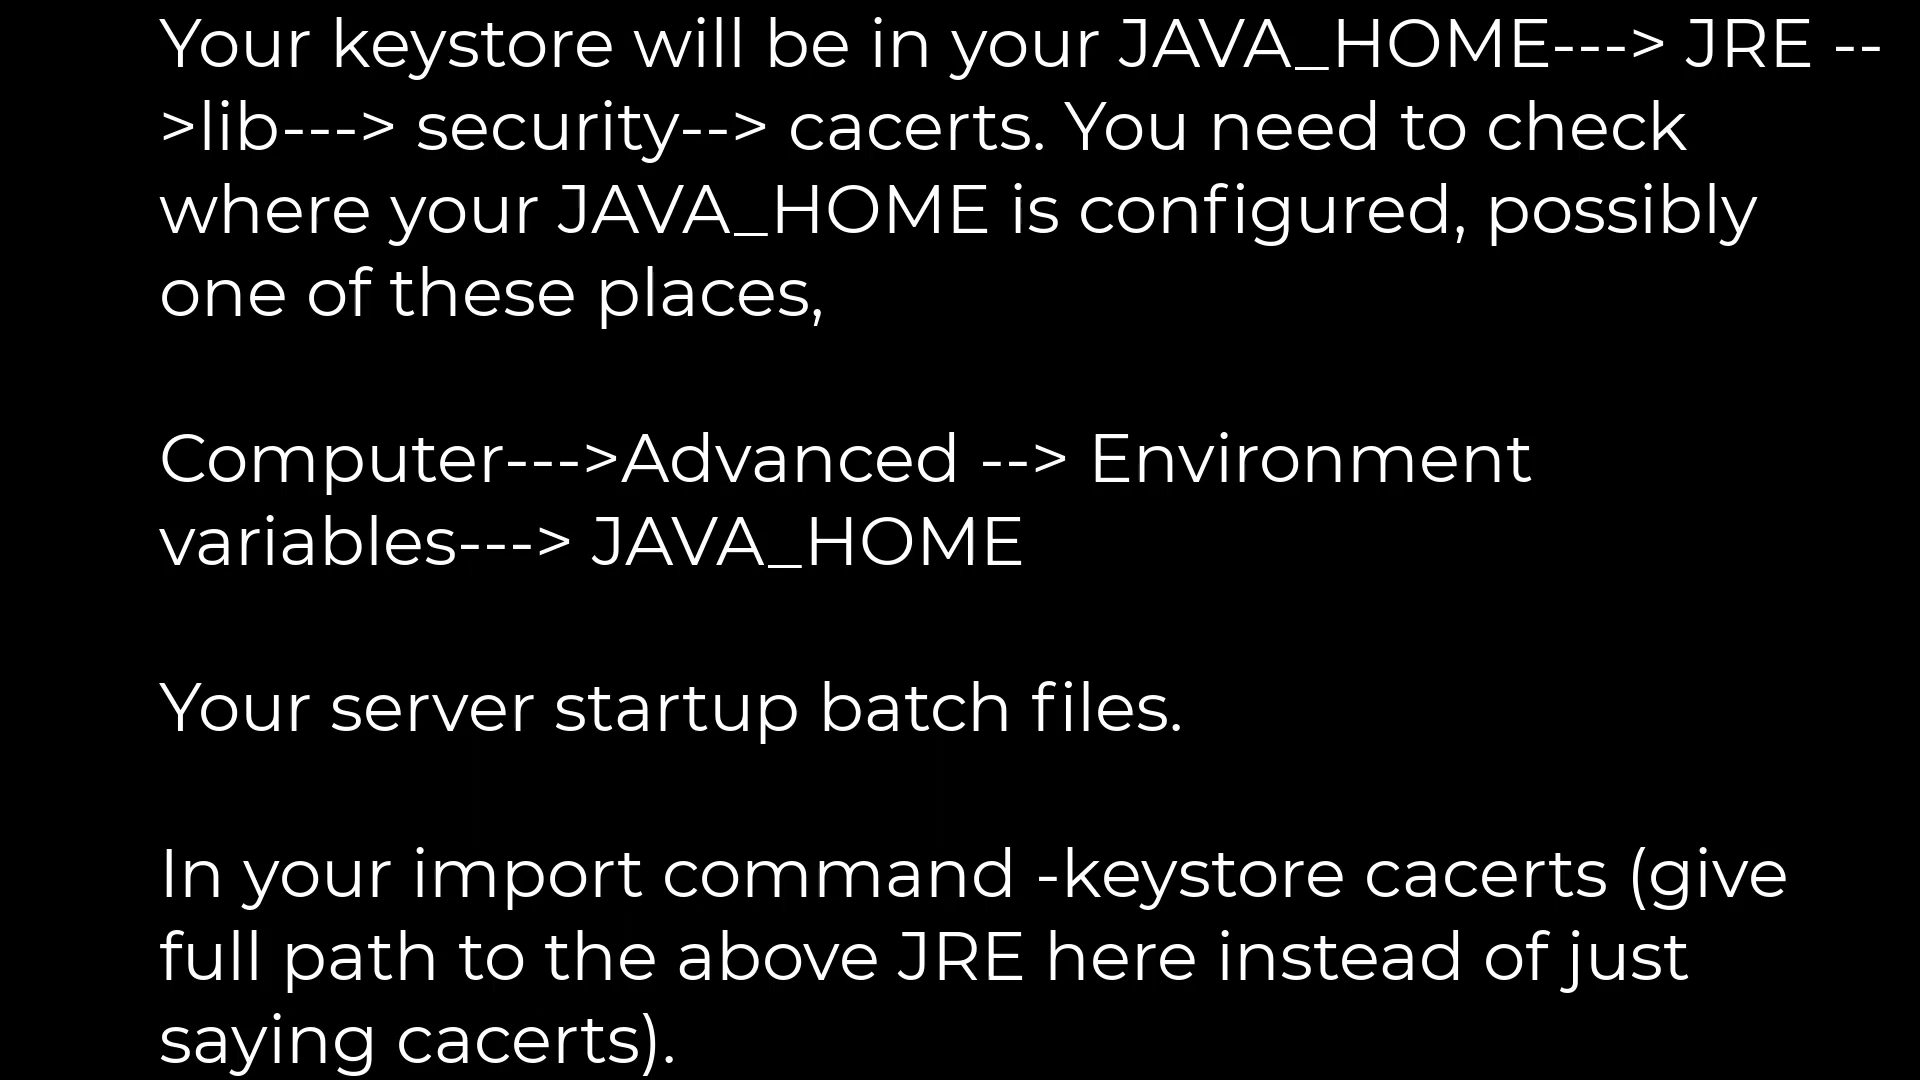 Your keystore will be in your JAVA_HOME---> JRE --
>lib---> security--> cacerts. You need to check
where your JAVA_HOME is configured, possibly
one of these places,
Computer--->Advanced --> Environment
variables---> JAVA_HOME
Your server startup batch files.
In your import command -keystore cacerts (give
full path to the above JRE here instead of just
saying cacerts).